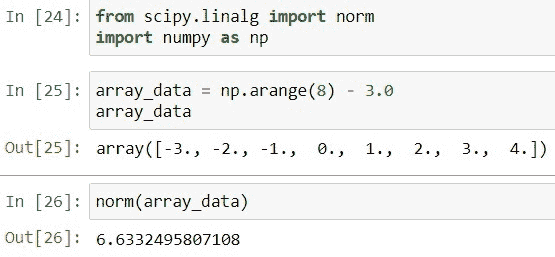 In [24]: from scipy.linalg import norm
import numpy as np
In [25]: array_data = np.arange(8) - 3.0
array_data
Out[25]: array([-3., -2., -1.,  0.,  1.,  2.,  3.,  4.])
In [26]: norm(array_data)
Out[26]: 6.6332495807108